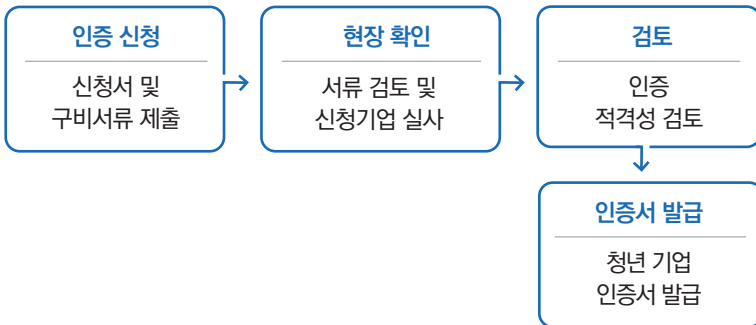 인증 신청
신청서 및
구비서류 제출
현장 확인
서류 검토 및
신청기업 실사
검토
인증
적격성 검토
인증서 발급
청년 기업
인증서 발급